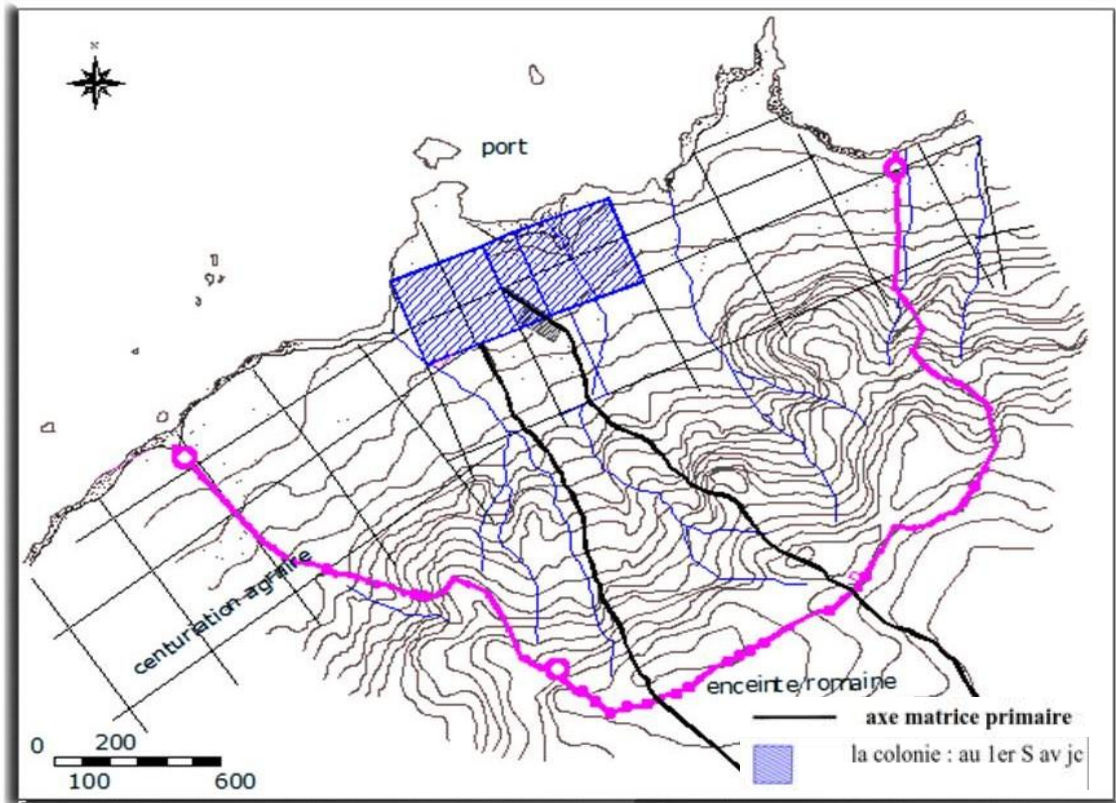 N
port
centuriation agraire
enceinte romaine
axe matrice primaire
la colonie : au 1er S av jc
0 200
100 600